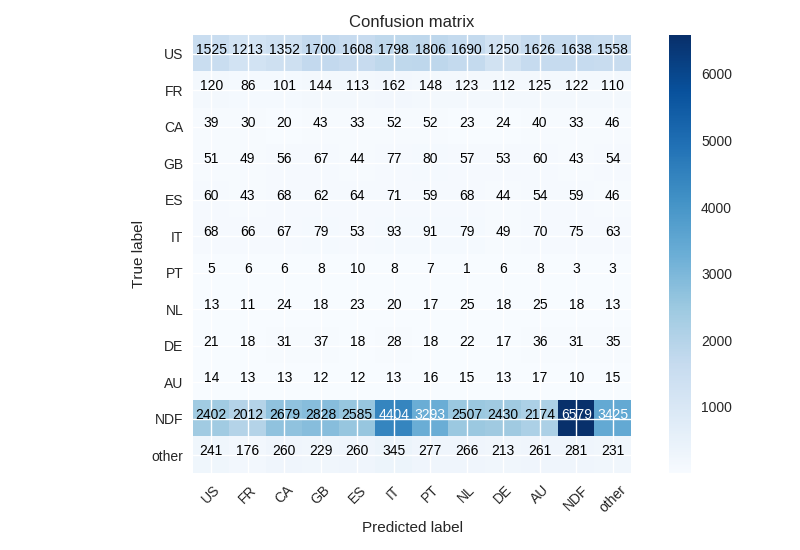 Confusion matrix
US 1525 1213 1352 1700 1608 1798 1806 1690 1250 1626 1638 1558
FR 120 86 101 144 113 162 148 123 112 125 122 110
CA 39 30 20 43 33 52 52 23 24 40 33 46
GB 51 49 56 67 44 77 80 57 53 60 43 54
ES 60 43 68 62 64 71 59 68 44 54 59 46
IT 68 66 67 79 53 93 91 79 49 70 75 63
PT 5 6 6 8 10 8 7 1 6 8 3 3
NL 13 11 24 18 23 20 17 25 18 25 18 13
DE 21 18 31 37 18 28 18 22 17 36 31 35
AU 14 13 13 12 12 13 16 15 13 17 10 15
NDF 2402 2012 2679 2828 2585 4404 3293 2507 2430 2174 6579 3425
other 241 176 260 229 260 345 277 266 213 261 281 231
US FR CA GB ES IT PT NL DE AU NDF other
Predicted label
True label
6000
5000
4000
3000
2000
1000